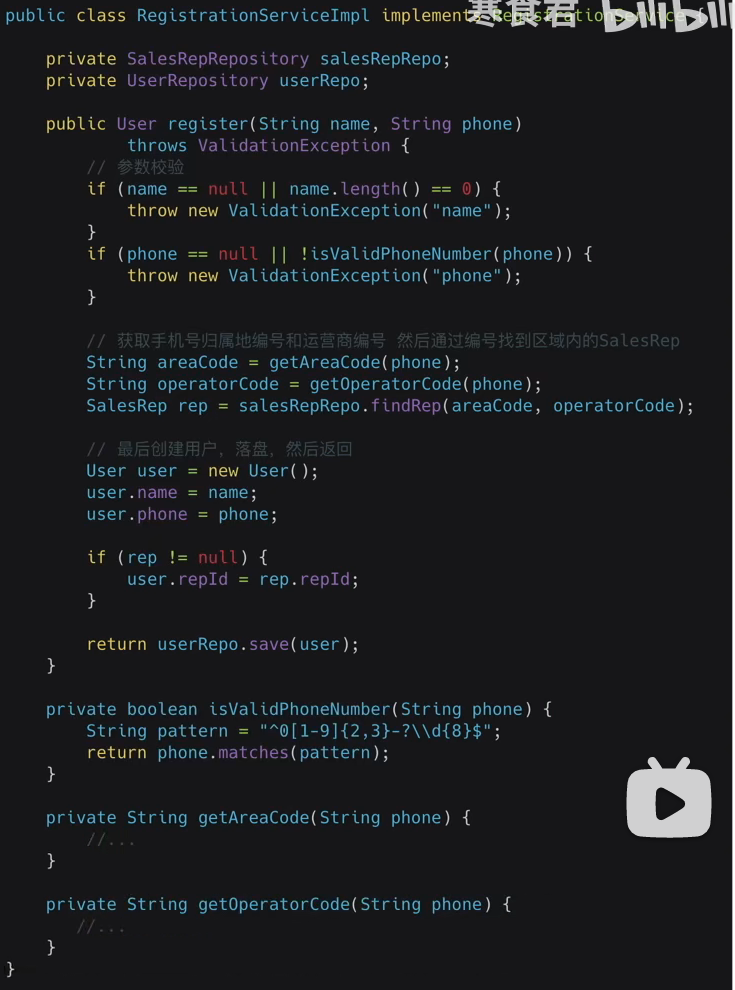 public class RegistrationServiceImpl implements RegistrationService {
寒食君 bilibili
private SalesRepRepository salesRepRepo;
private UserRepository userRepo;
public User register(String name, String phone)
throws ValidationException {
// 参数校验
if (name == null || name.length() == 0) {
throw new ValidationException("name");
}
if (phone == null || !isValidPhoneNumber(phone)) {
throw new ValidationException("phone");
}
// 获取手机号归属地编号和运营商编号 然后通过编号找到区域内的SalesRep
String areaCode = getAreaCode(phone);
String operatorCode = getOperatorCode(phone);
SalesRep rep = salesRepRepo.findRep(areaCode, operatorCode);
// 最后创建用户，落盘，然后返回
User user = new User();
user.name = name;
user.phone = phone;
if (rep != null) {
user.repId = rep.repId;
}
return userRepo.save(user);
}
private boolean isValidPhoneNumber(String phone) {
String pattern = "^0[1-9]{2,3}-?\\d{8}$";
return phone.matches(pattern);
}
private String getAreaCode(String phone) {
//...
}
private String getOperatorCode(String phone) {
//...
}
}